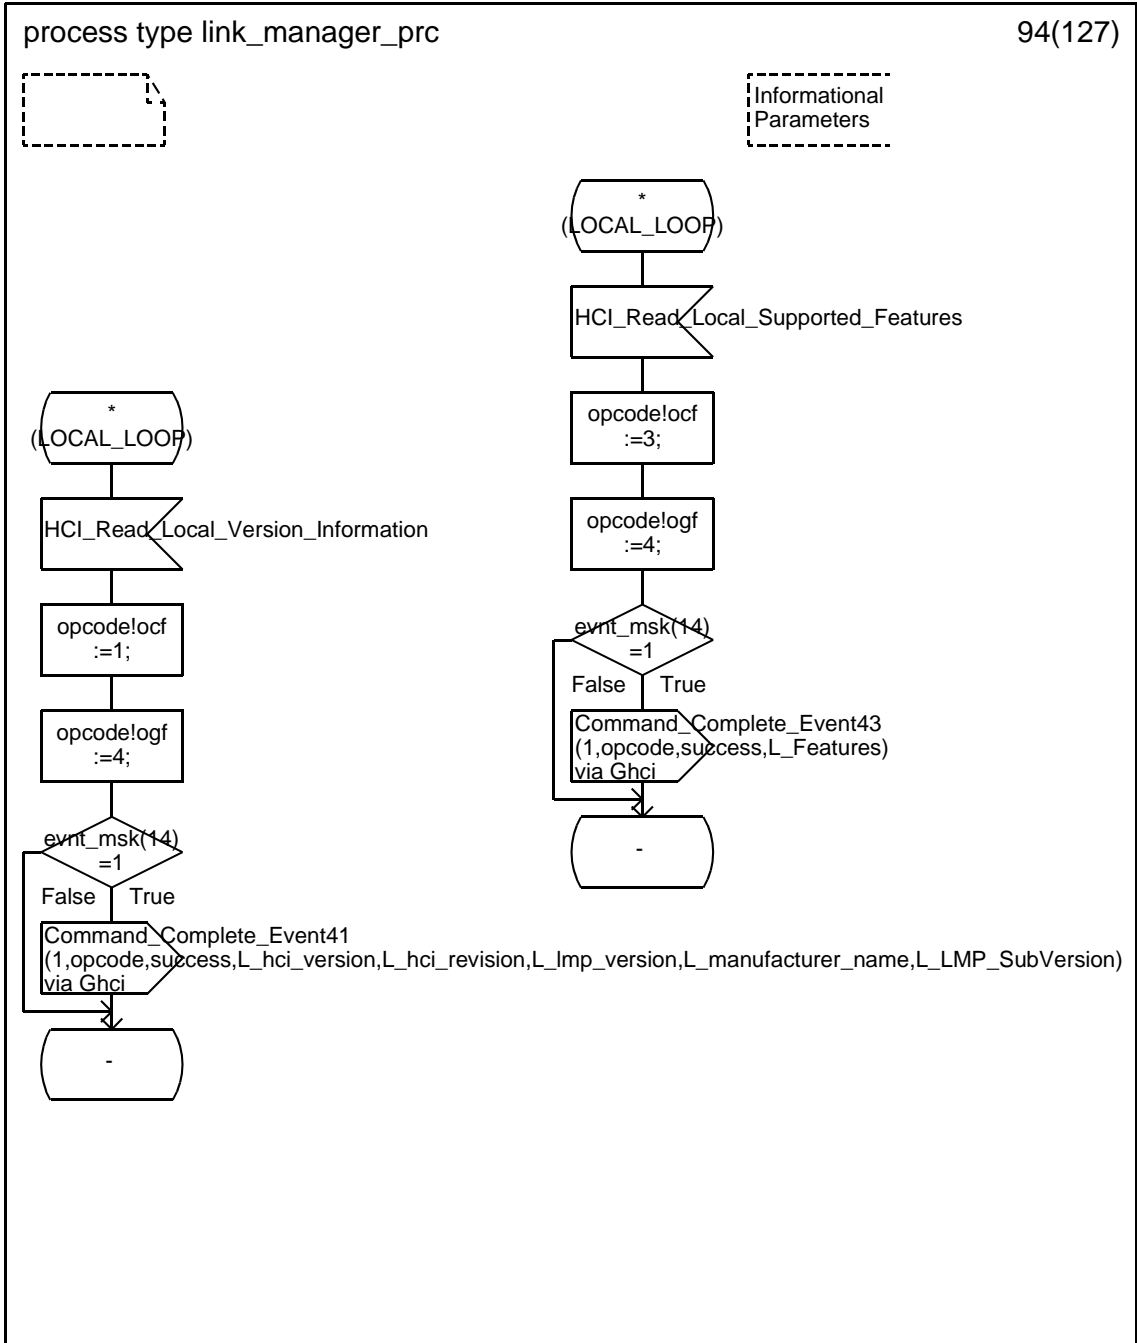 process type link_manager_prc
94(127)
Informational
Parameters
*
(LOCAL_LOOP)
HCI_Read_Local_Supported_Features
opcode!ocf
:=3;
opcode!ogf
:=4;
evnt_msk(14)
=1
False
True
Command_Complete_Event43
(1,opcode,success,L_Features)
via Ghci
-
*
(LOCAL_LOOP)
HCI_Read_Local_Version_Information
opcode!ocf
:=1;
opcode!ogf
:=4;
evnt_msk(14)
=1
False
True
Command_Complete_Event41
(1,opcode,success,L_hci_version,L_hci_revision,L_lmp_version,L_manufacturer_name,L_LMP_SubVersion)
via Ghci
-